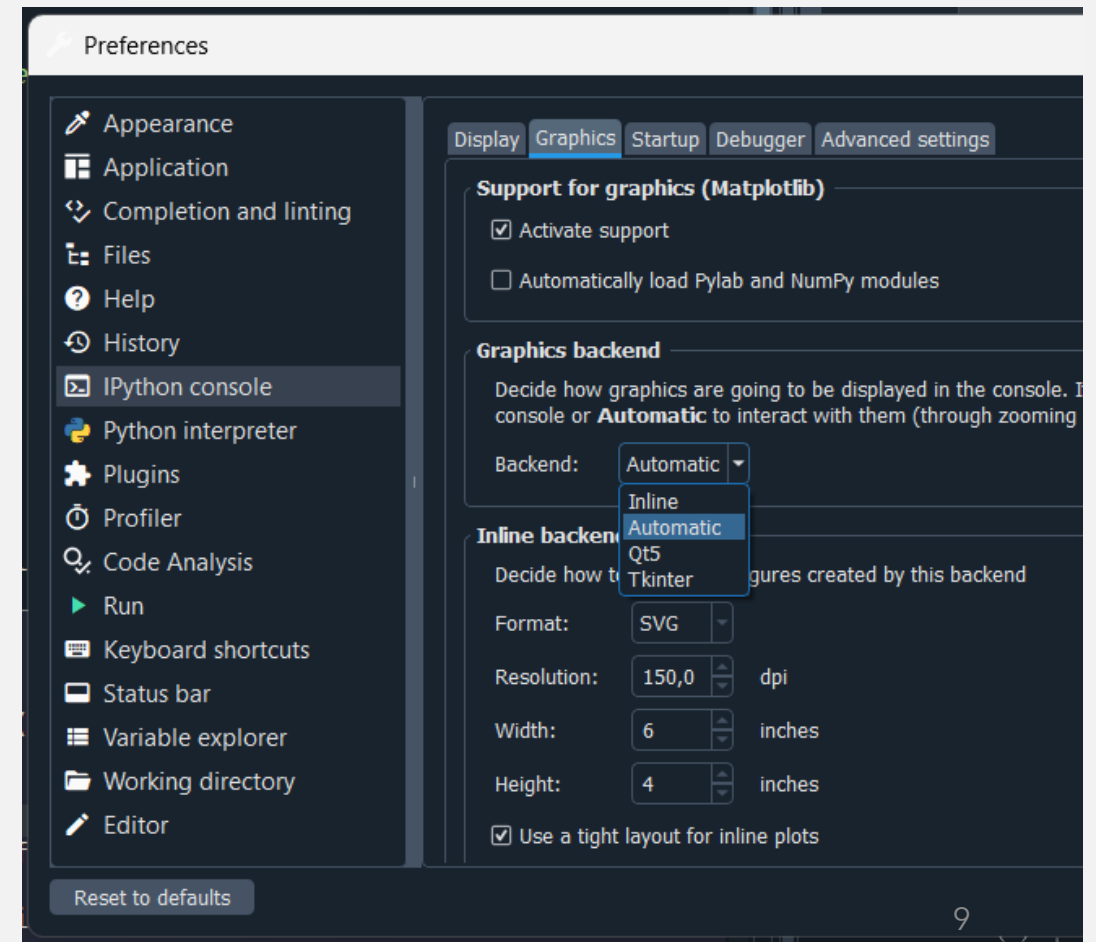 Preferences
Appearance
Application
Completion and linting
Files
Help
History
IPython console
Python interpreter
Plugins
Profiler
Code Analysis
Run
Keyboard shortcuts
Status bar
Variable explorer
Working directory
Editor
Reset to defaults
Display Graphics Startup Debugger Advanced settings
Support for graphics (Matplotlib)
Activate support
Automatically load Pylab and NumPy modules
Graphics backend
Decide how graphics are going to be displayed in the console.
console or Automatic to interact with them (through zooming
Backend: Automatic
Inline
Automatic
Qt5
Tkinter
Inline backend
Decide how gures created by this backend
Format: SVG
Resolution: 150,0 dpi
Width: 6 inches
Height: 4 inches
Use a tight layout for inline plots
9